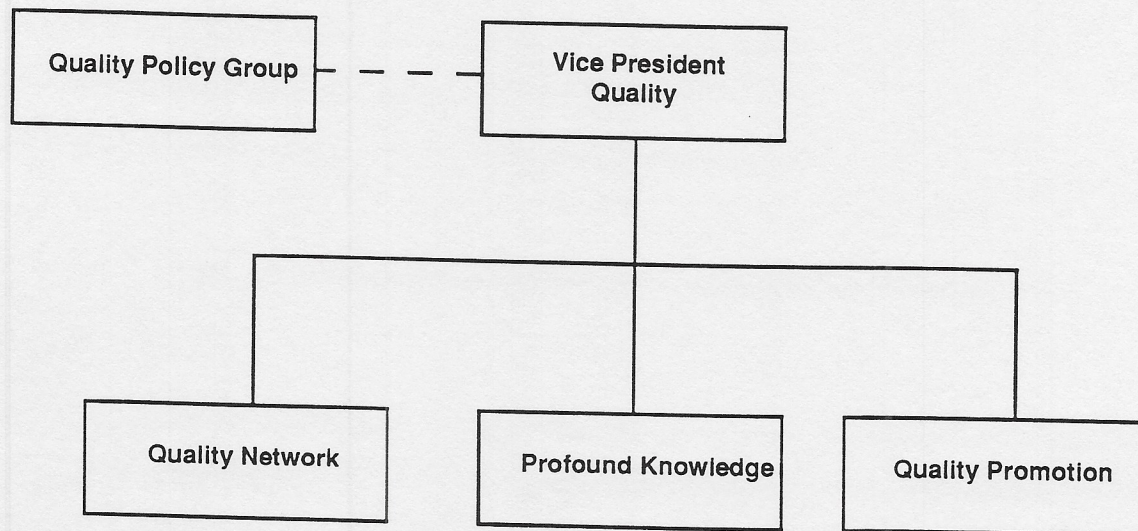 Quality Policy Group
Vice President
Quality
Quality Network
Profound Knowledge
Quality Promotion